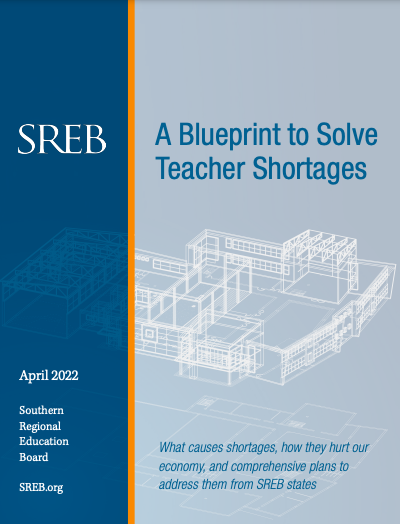 SREB
A Blueprint to Solve
Teacher Shortages
April 2022
Southern
Regional
Education
Board
SREB.org
What causes shortages, how they hurt our
economy, and comprehensive plans to
address them from SREB states